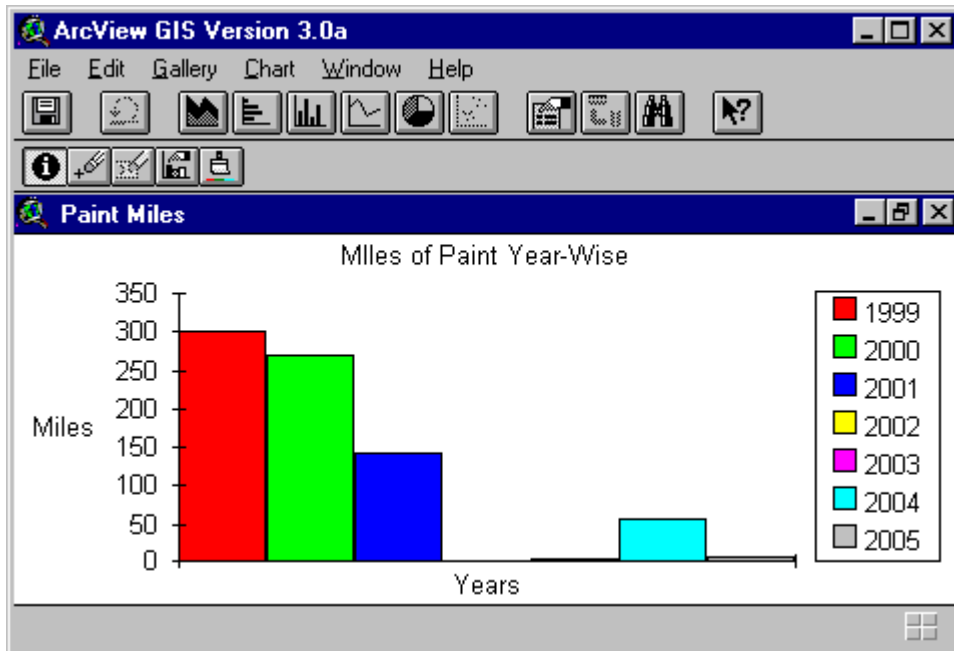 ArcView GIS Version 3.0a
File Edit Gallery Chart Window Help
Paint Miles
MIles of Paint Year-Wise
350
300
250
200
150
100
50
0
Miles
Years
1999
2000
2001
2002
2003
2004
2005